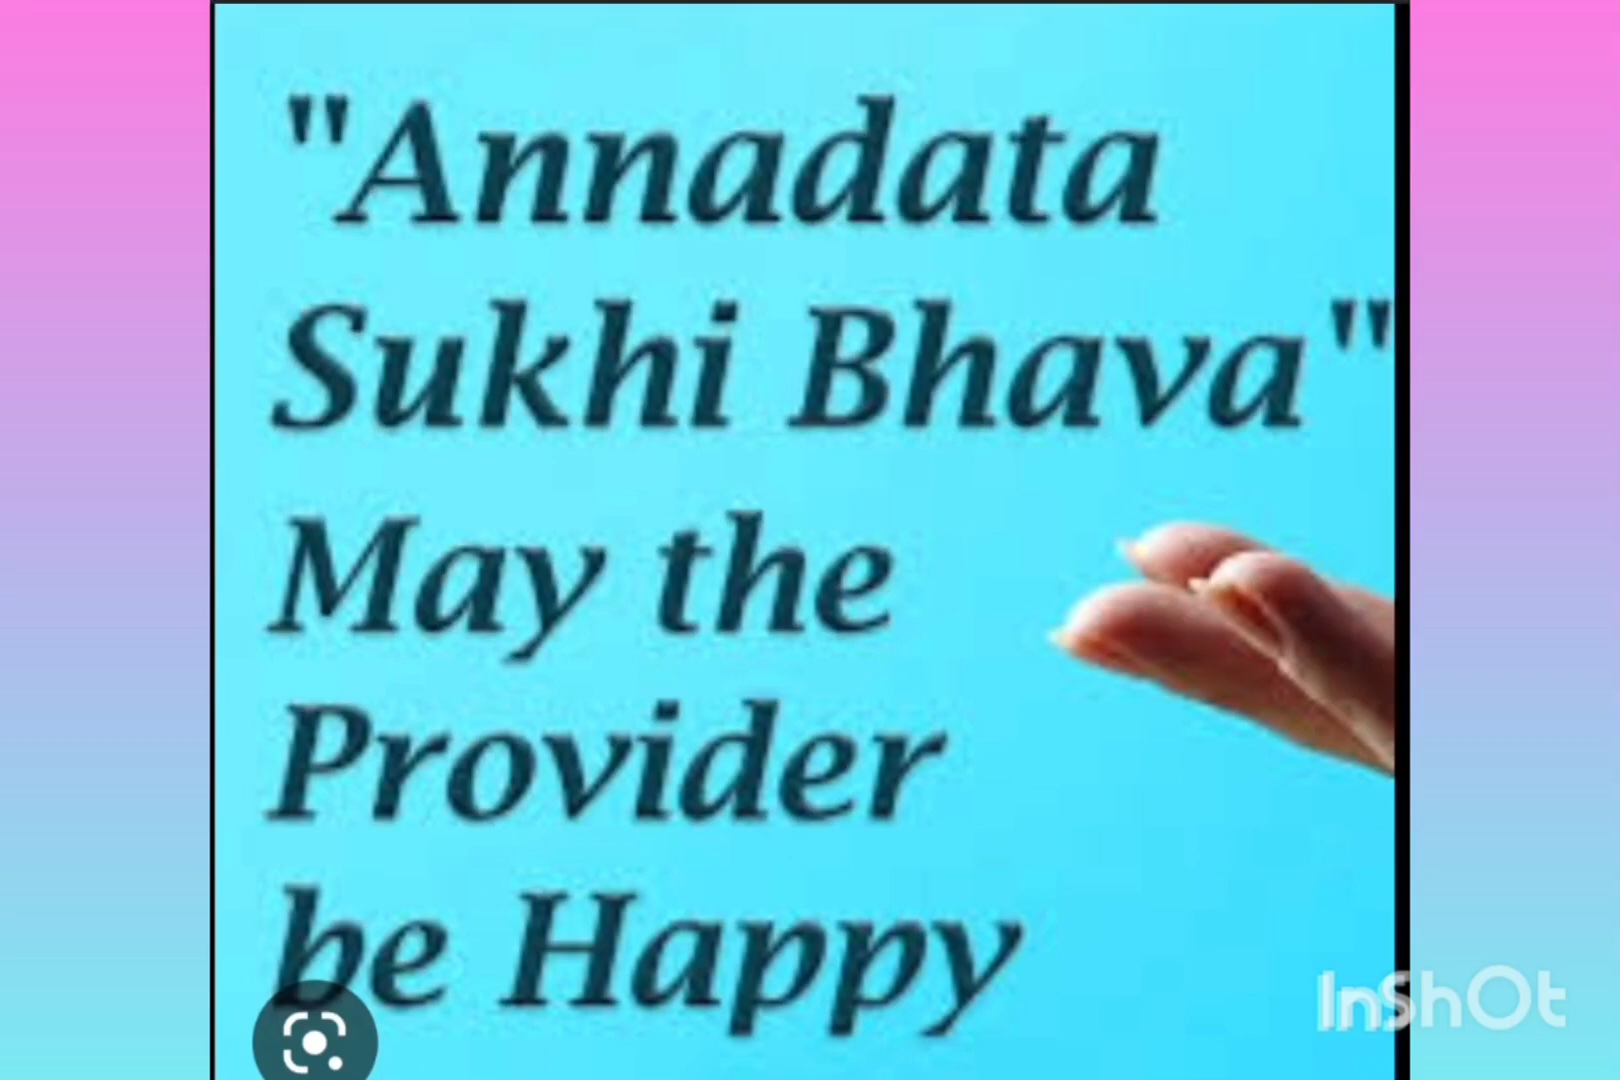 "Annadata
Sukhi Bhava"
May the
Provider
be Happy
InShOt